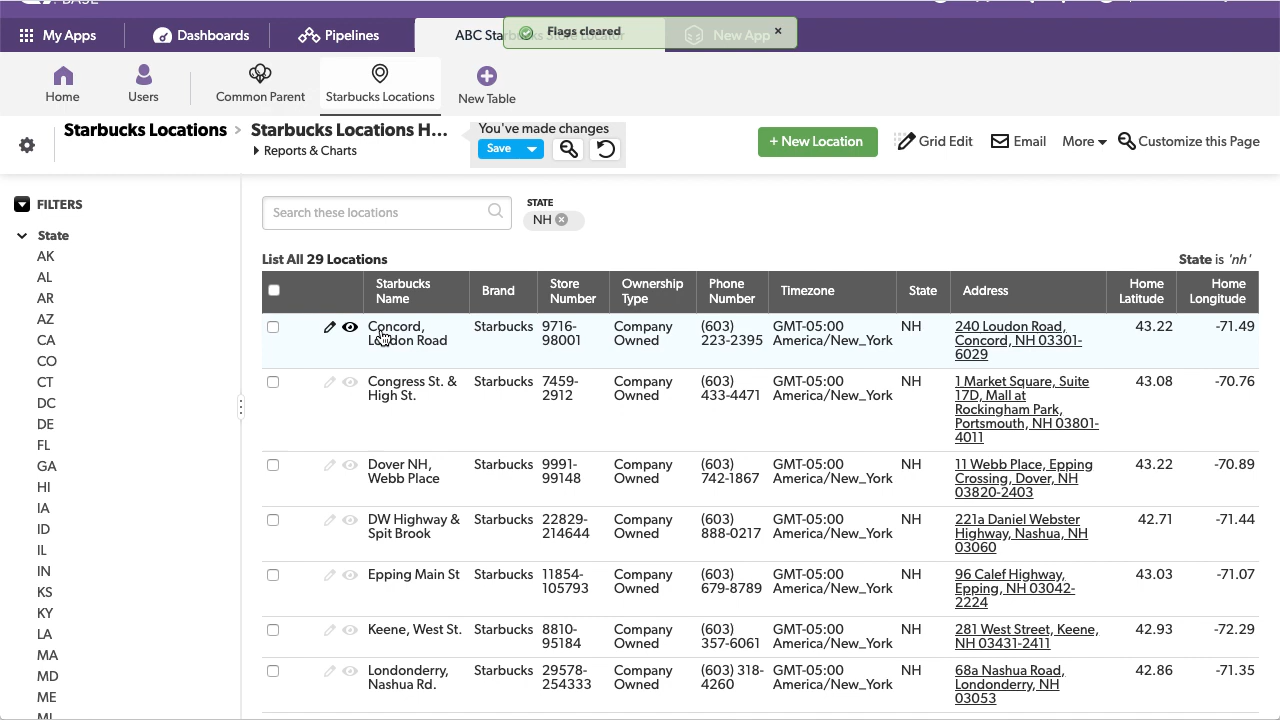 BASE
My Apps
Dashboards
Pipelines
ABC Starbucks Store Locator
New App
Flags cleared ×
Home
Users
Common Parent
Starbucks Locations
New Table
Starbucks Locations > Starbucks Locations H...
Reports & Charts
You've made changes
Save
+ New Location
Grid Edit
Email
More
Customize this Page
FILTERS
State
AK
AL
AR
AZ
CA
CO
CT
DC
DE
FL
GA
HI
IA
ID
IL
IN
KS
KY
LA
MA
MD
ME
MI
Search these locations
STATE
NH
List All 29 Locations
State is 'nh'
Starbucks Name
Brand
Store Number
Ownership Type
Phone Number
Timezone
State
Address
Home Latitude
Home Longitude
Concord, Loudon Road
Starbucks
9716-98001
Company Owned
(603) 223-2395
GMT-05:00 America/New_York
NH
240 Loudon Road, Concord, NH 03301-6029
43.22
-71.49
Congress St. & High St.
Starbucks
7459-2912
Company Owned
(603) 433-4471
GMT-05:00 America/New_York
NH
1 Market Square, Suite 17D, Mall at Rockingham Park, Portsmouth, NH 03801-4011
43.08
-70.76
Dover NH, Webb Place
Starbucks
9991-99148
Company Owned
(603) 742-1867
GMT-05:00 America/New_York
NH
11 Webb Place, Epping Crossing, Dover, NH 03820-2403
43.22
-70.89
DW Highway & Spit Brook
Starbucks
22829-214644
Company Owned
(603) 888-0217
GMT-05:00 America/New_York
NH
221a Daniel Webster Highway, Nashua, NH 03060
42.71
-71.44
Epping Main St
Starbucks
11854-105793
Company Owned
(603) 679-8789
GMT-05:00 America/New_York
NH
96 Calef Highway, Epping, NH 03042-2224
43.03
-71.07
Keene, West St.
Starbucks
8810-95184
Company Owned
(603) 357-6061
GMT-05:00 America/New_York
NH
281 West Street, Keene, NH 03431-2411
42.93
-72.29
Londonderry, Nashua Rd.
Starbucks
29578-254333
Company Owned
(603) 318-4260
GMT-05:00 America/New_York
NH
68a Nashua Road, Londonderry, NH 03053
42.86
-71.35